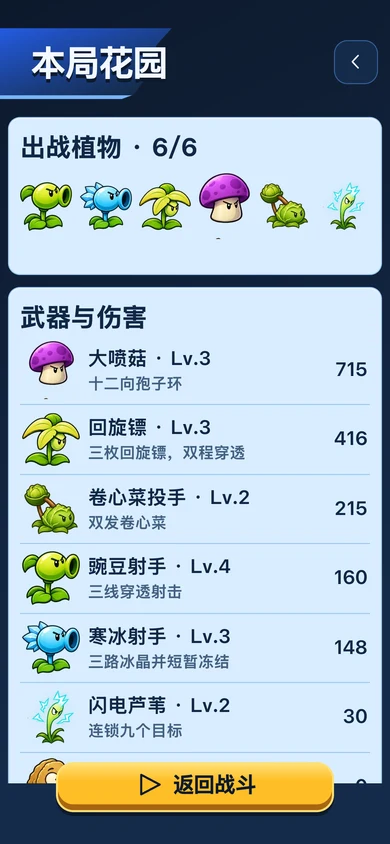 本局花园
出战植物 · 6/6
武器与伤害
大喷菇 · Lv.3
十二向孢子环
715
回旋镖 · Lv.3
三枚回旋镖，双程穿透
416
卷心菜投手 · Lv.2
双发卷心菜
215
豌豆射手 · Lv.4
三线穿透射击
160
寒冰射手 · Lv.3
三路冰晶并短暂冻结
148
闪电芦苇 · Lv.2
连锁九个目标
30
返回战斗